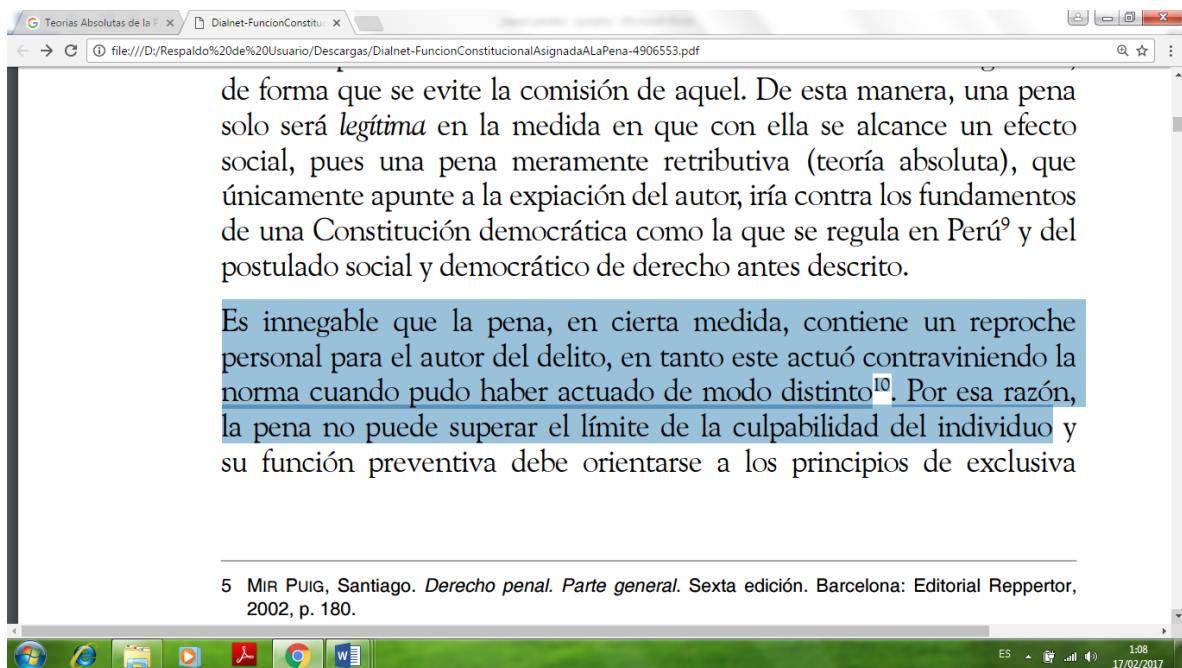 Teorias Absolutas de la P
Dialnet-FuncionConstituc
file:///D:/Respaldo%20de%20Usuario/Descargas/Dialnet-FuncionConstitucionalAsignadaALaPena-4906553.pdf
de forma que se evite la comisión de aquel. De esta manera, una pena
solo será legítima en la medida en que con ella se alcance un efecto
social, pues una pena meramente retributiva (teoría absoluta), que
únicamente apunte a la expiación del autor, iría contra los fundamentos
de una Constitución democrática como la que se regula en Perú⁹ y del
postulado social y democrático de derecho antes descrito.
Es innegable que la pena, en cierta medida, contiene un reproche
personal para el autor del delito, en tanto este actuó contraviniendo la
norma cuando pudo haber actuado de modo distinto¹⁰. Por esa razón,
la pena no puede superar el límite de la culpabilidad del individuo y
su función preventiva debe orientarse a los principios de exclusiva
5 MIR PUIG, Santiago. Derecho penal. Parte general. Sexta edición. Barcelona: Editorial Reppertor,
2002, p. 180.
ES
1:08
17/02/2017